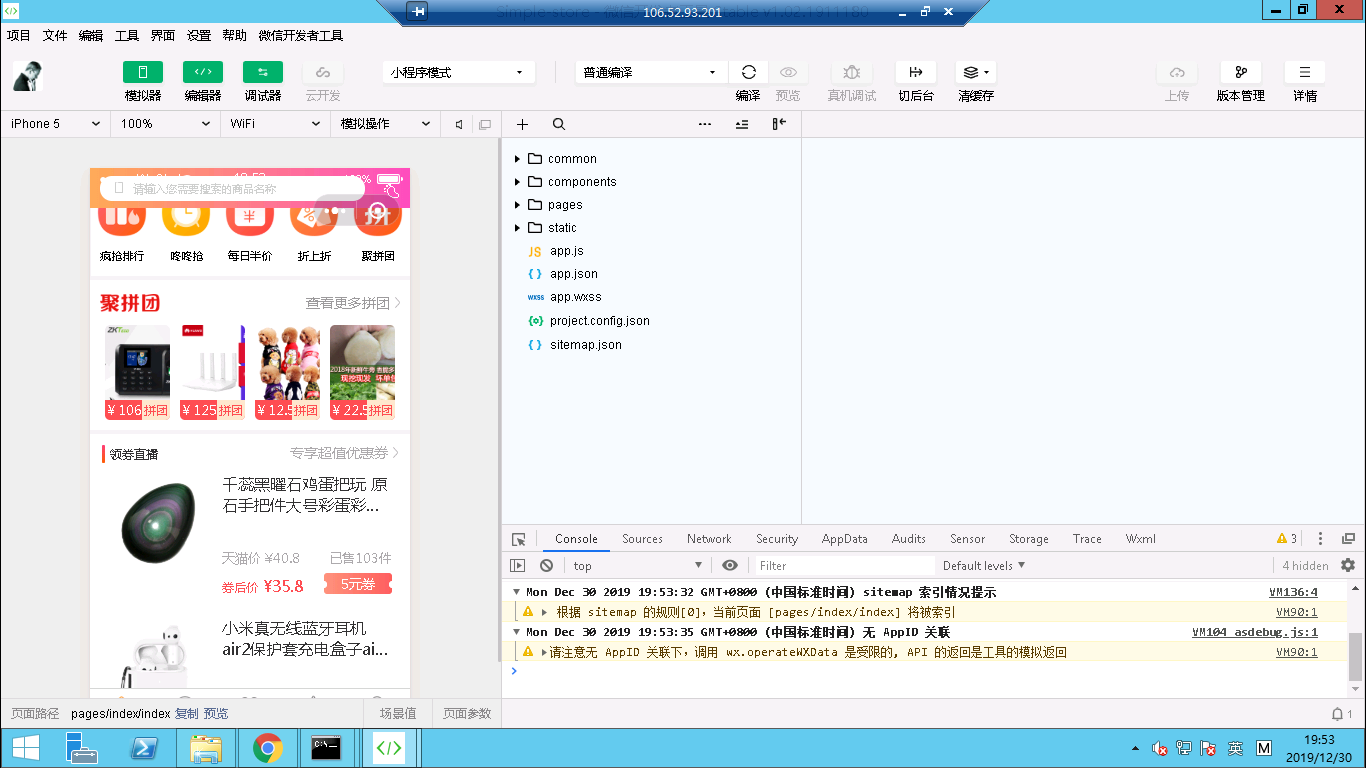 106.52.93.201
项目 文件 编辑 工具 界面 设置 帮助 微信开发者工具
小程序模式 普通编译
模拟器 编辑器 调试器 云开发 编译 预览 真机调试 切后台 清缓存 上传 版本管理 详情
iPhone 5 100% WiFi 模拟操作
请输入您需要搜索的商品名称
疯抢排行 咚咚抢 每日半价 折上折 聚拼团
聚拼团 查看更多拼团
ZKTeco
2018年新鲜牛蒡
现挖现发
¥ 106 拼团 ¥ 125 拼团 ¥ 12.5 拼团 ¥ 22.5 拼团
领券直播 专享超值优惠券
千蕊黑曜石鸡蛋把玩 原
石手把件大号彩蛋彩...
天猫价 ¥40.8 已售103件
券后价 ¥35.8 5元券
小米真无线蓝牙耳机
air2保护套充电盒子ai...
页面路径 pages/index/index 复制 预览 场景值 页面参数
common
components
pages
static
JS app.js
{ } app.json
wxss app.wxss
project.config.json
{ } sitemap.json
Console Sources Network Security AppData Audits Sensor Storage Trace Wxml 3
top Filter Default levels 4 hidden
Mon Dec 30 2019 19:53:32 GMT+0800 (中国标准时间) sitemap 索引情况提示 VM136:4
根据 sitemap 的规则[0]，当前页面 [pages/index/index] 将被索引 VM90:1
Mon Dec 30 2019 19:53:35 GMT+0800 (中国标准时间) 无 AppID 关联 VM104 asdebug.js:1
请注意无 AppID 关联下，调用 wx.operateWXData 是受限的, API 的返回是工具的模拟返回 VM90:1
1
英 M
19:53
2019/12/30